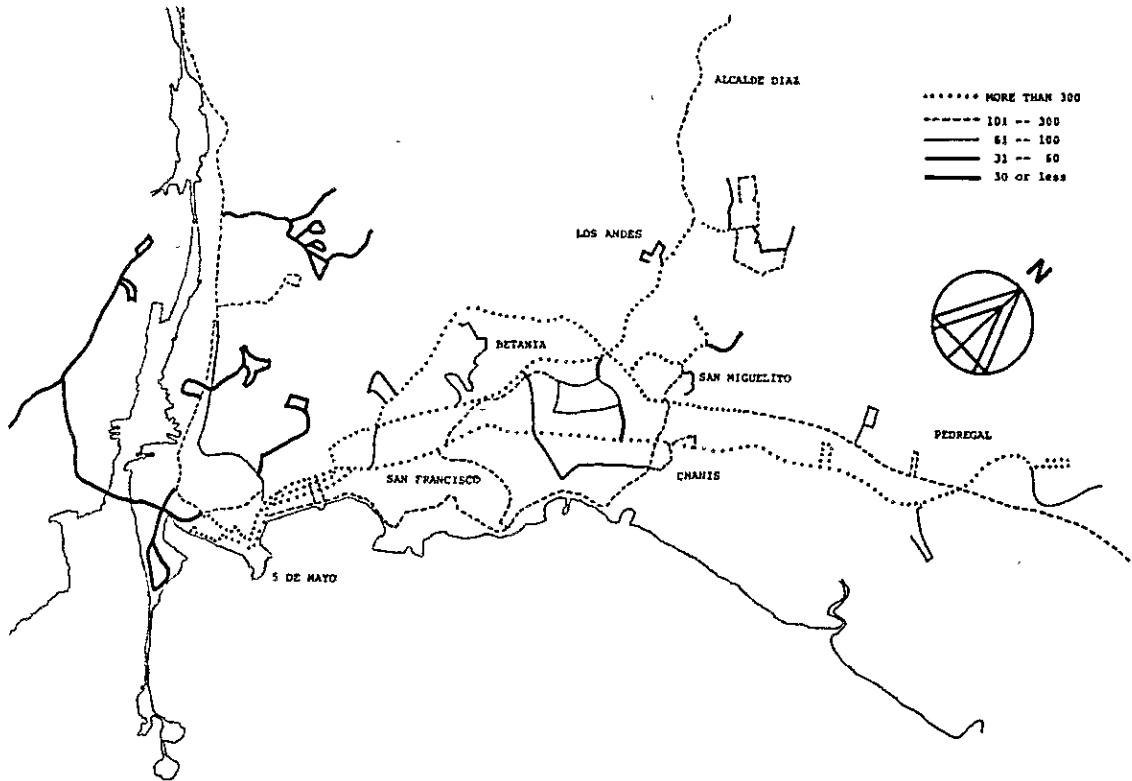 ALCALDE DIAZ
MORE THAN 300
101 -- 300
61 -- 100
31 -- 60
30 or less
LOS ANDES
N
BETANIA
SAN MIGUELITO
PEDREGAL
SAN FRANCISCO
CHANIS
5 DE MAYO